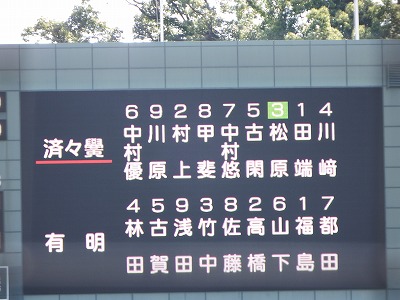 6 9 2 8 7 5 3 1 4
済々黌 中村優 川原 村上 甲斐 中村悠 古閑 松原 田端 川﨑
4 5 9 3 8 2 6 1 7
有明 林田 古賀 浅田 竹中 佐藤 高橋 山下 福島 都田